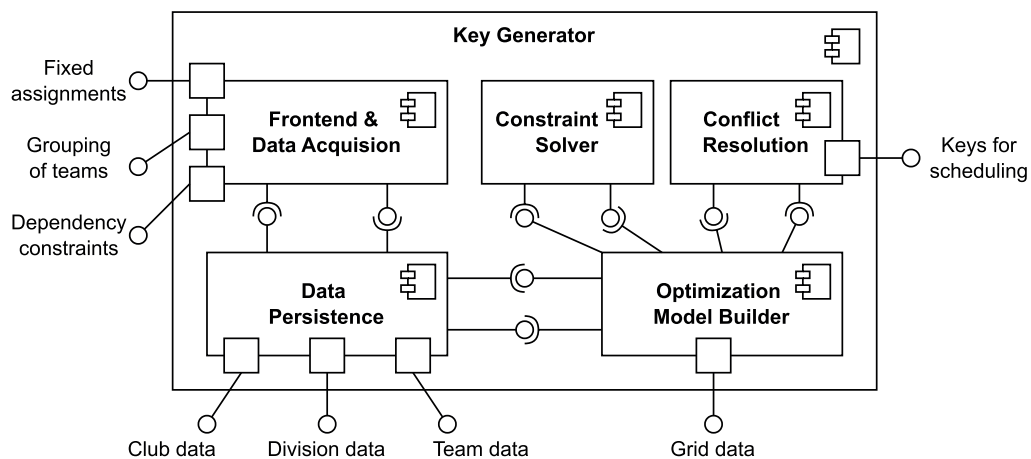 Key Generator
Fixed
assignments
Frontend &
Data Acquision
Constraint
Solver
Conflict
Resolution
Grouping
of teams
Keys for
scheduling
Dependency
constraints
Data
Persistence
Optimization
Model Builder
Club data
Division data
Team data
Grid data